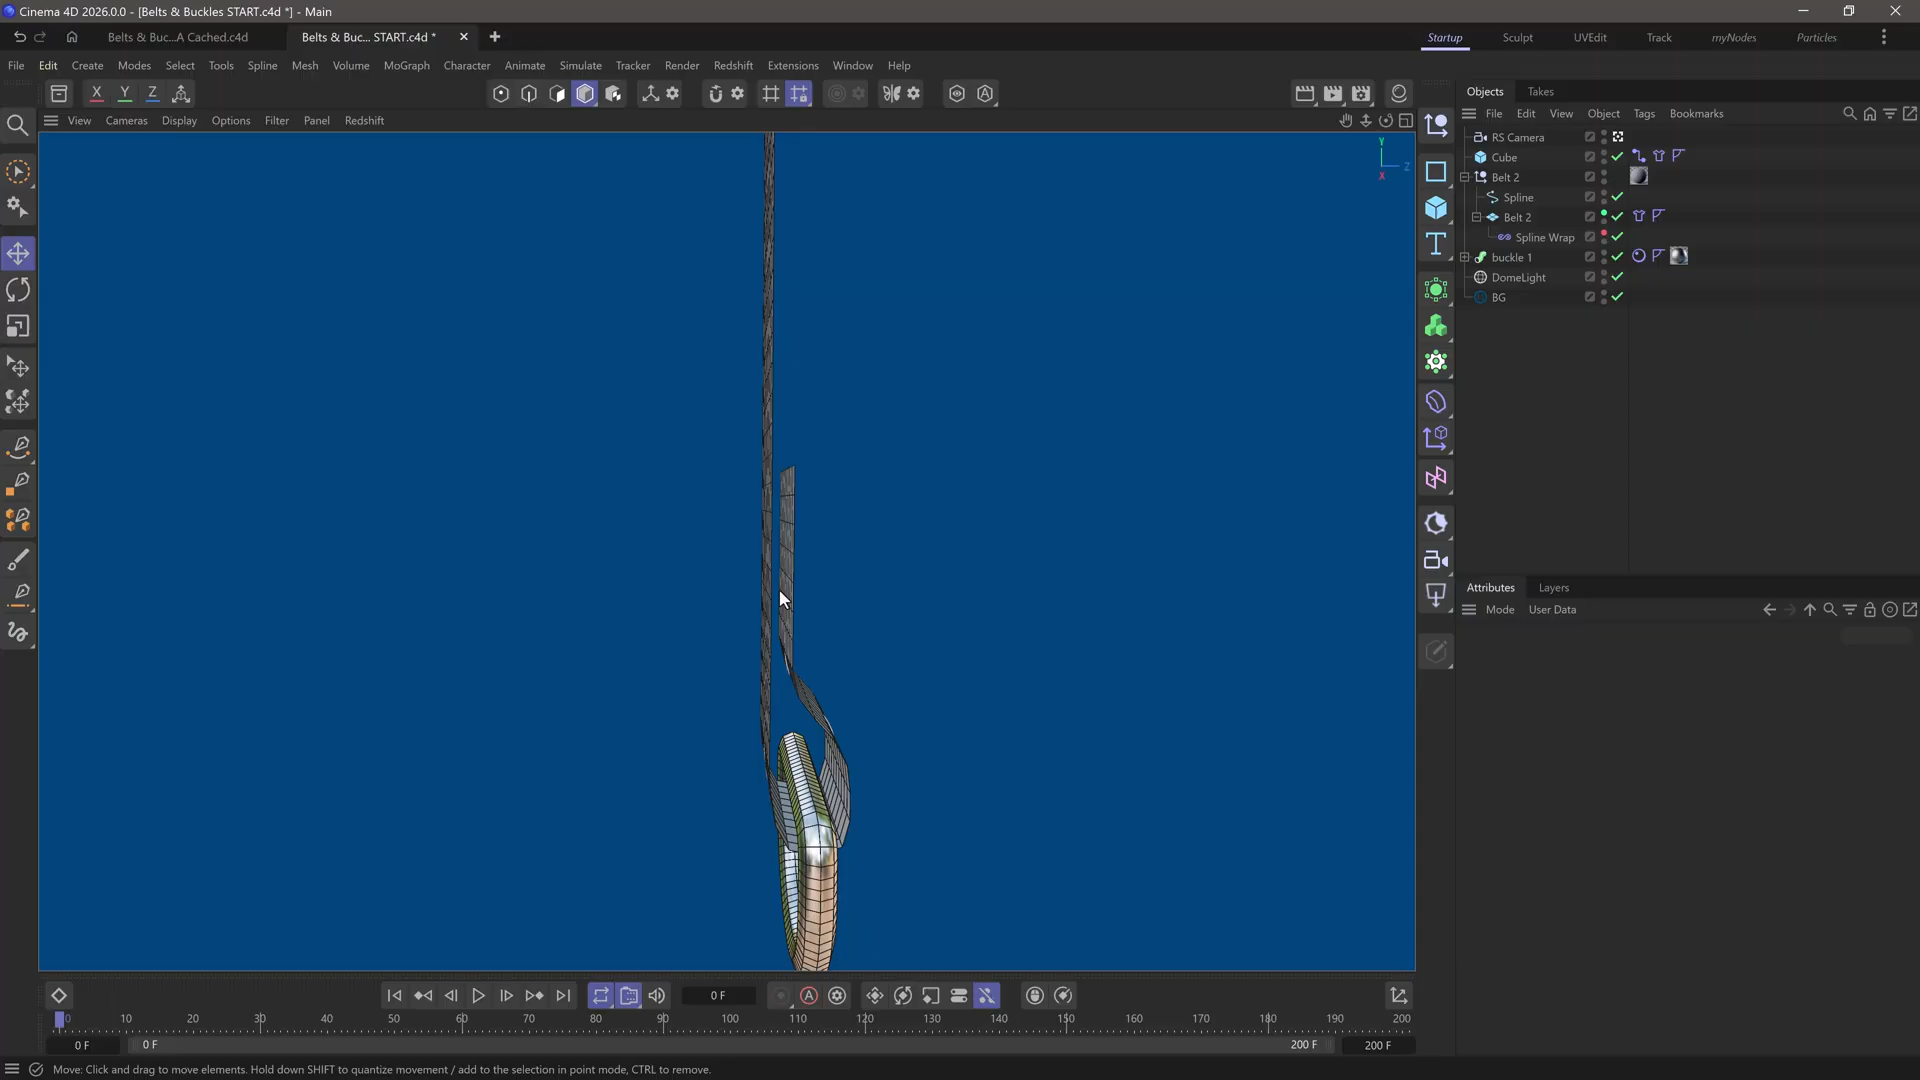 Cinema 4D 2026.0.0 - [Belts & Buckles START.c4d *] - Main
Belts & Buc...A Cached.c4d
Belts & Buc... START.c4d *
Startup
Sculpt
UVEdit
Track
myNodes
Particles
File Edit Create Modes Select Tools Spline Mesh Volume MoGraph Character Animate Simulate Tracker Render Redshift Extensions Window Help
X Y Z
Objects Takes
View Cameras Display Options Filter Panel Redshift
File Edit View Object Tags Bookmarks
RS Camera
Cube
Belt 2
Spline
Belt 2
Spline Wrap
buckle 1
DomeLight
BG
Y
Z
X
Attributes Layers
Mode User Data
0 F
0 10 20 30 40 50 60 70 80 90 100 110 120 130 140 150 160 170 180 190 200
0 F 0 F 200 F 200 F
Move: Click and drag to move elements. Hold down SHIFT to quantize movement / add to the selection in point mode, CTRL to remove.